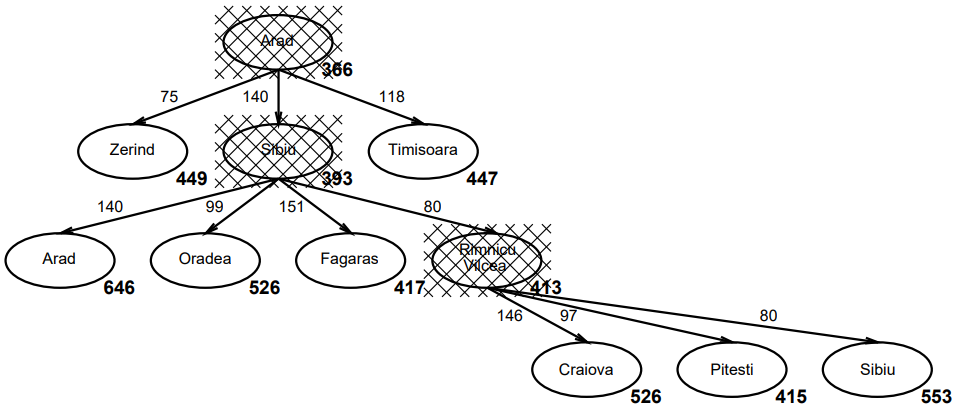 Arad
366
75
140
118
Zerind
449
Sibiu
393
Timisoara
447
140
99
151
80
Arad
646
Oradea
526
Fagaras
417
Rimnicu
Vilcea
413
146
97
80
Craiova
526
Pitesti
415
Sibiu
553